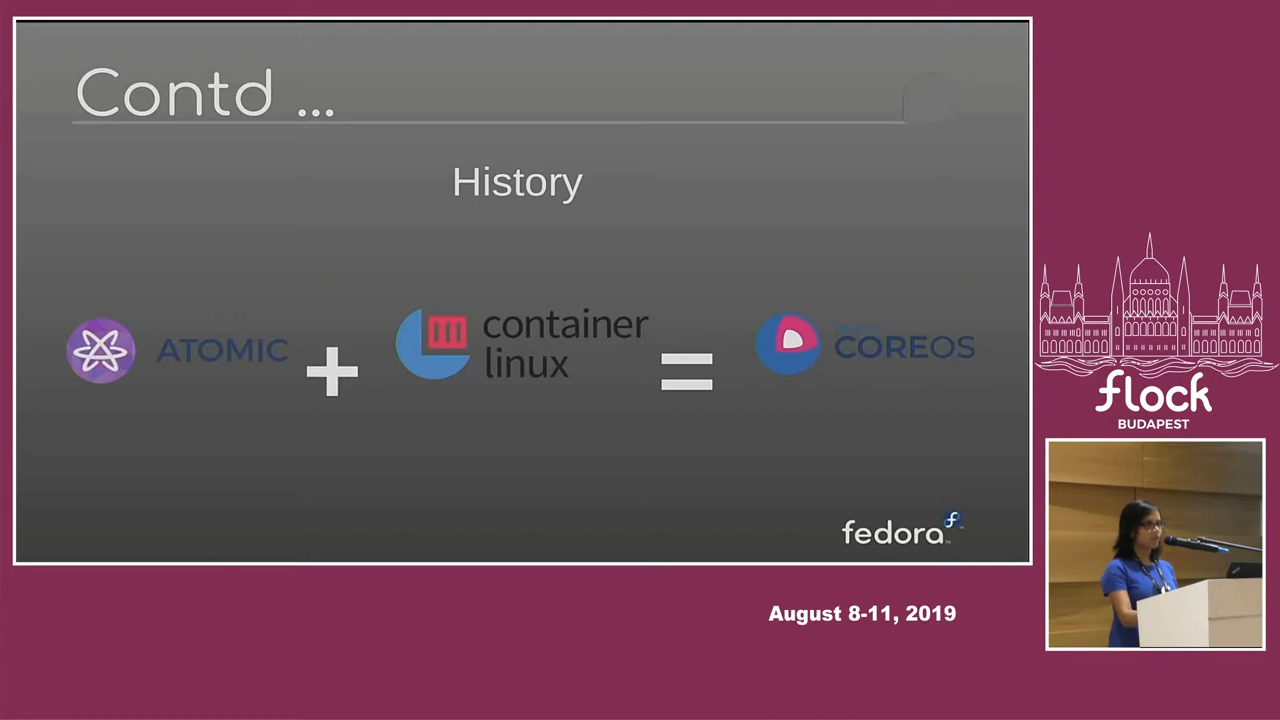 Contd ...
History
ATOMIC
+
container
linux
=
COREOS
fedora
flock
BUDAPEST
August 8-11, 2019